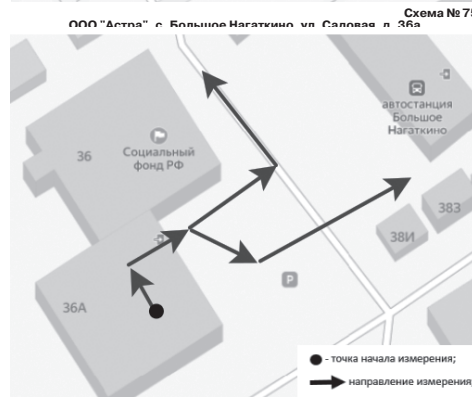 Схема № 75
ООО "Астра", с. Большое Нагаткино, ул. Садовая, д. 36а
автостанция
Большое
Нагаткино
36
Социальный
фонд РФ
383
38И
P
36А
- точка начала измерения;
направление измерения;